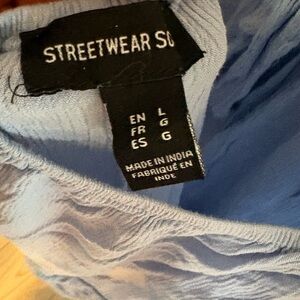 STREETWEAR SO
EN L
FR G
ES G
MADE IN INDIA
FABRIQUÉ EN
INDE